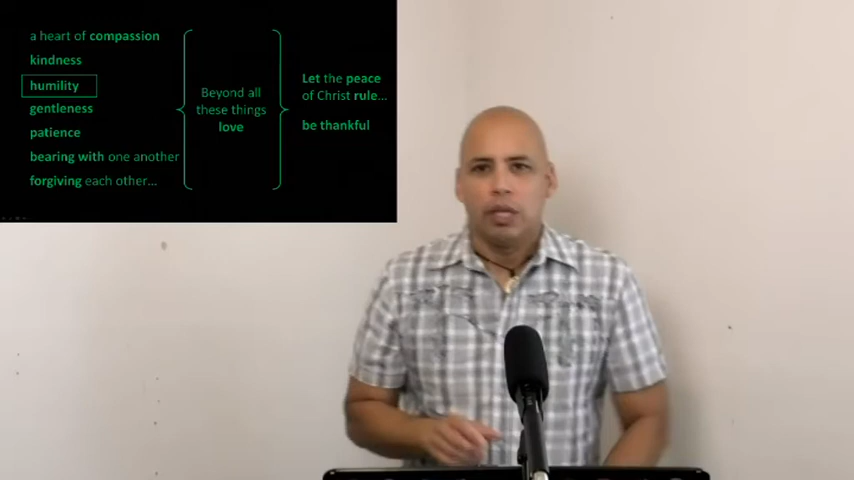 a heart of compassion
kindness
humility
gentleness
patience
bearing with one another
forgiving each other...
Beyond all
these things
love
Let the peace
of Christ rule...
be thankful